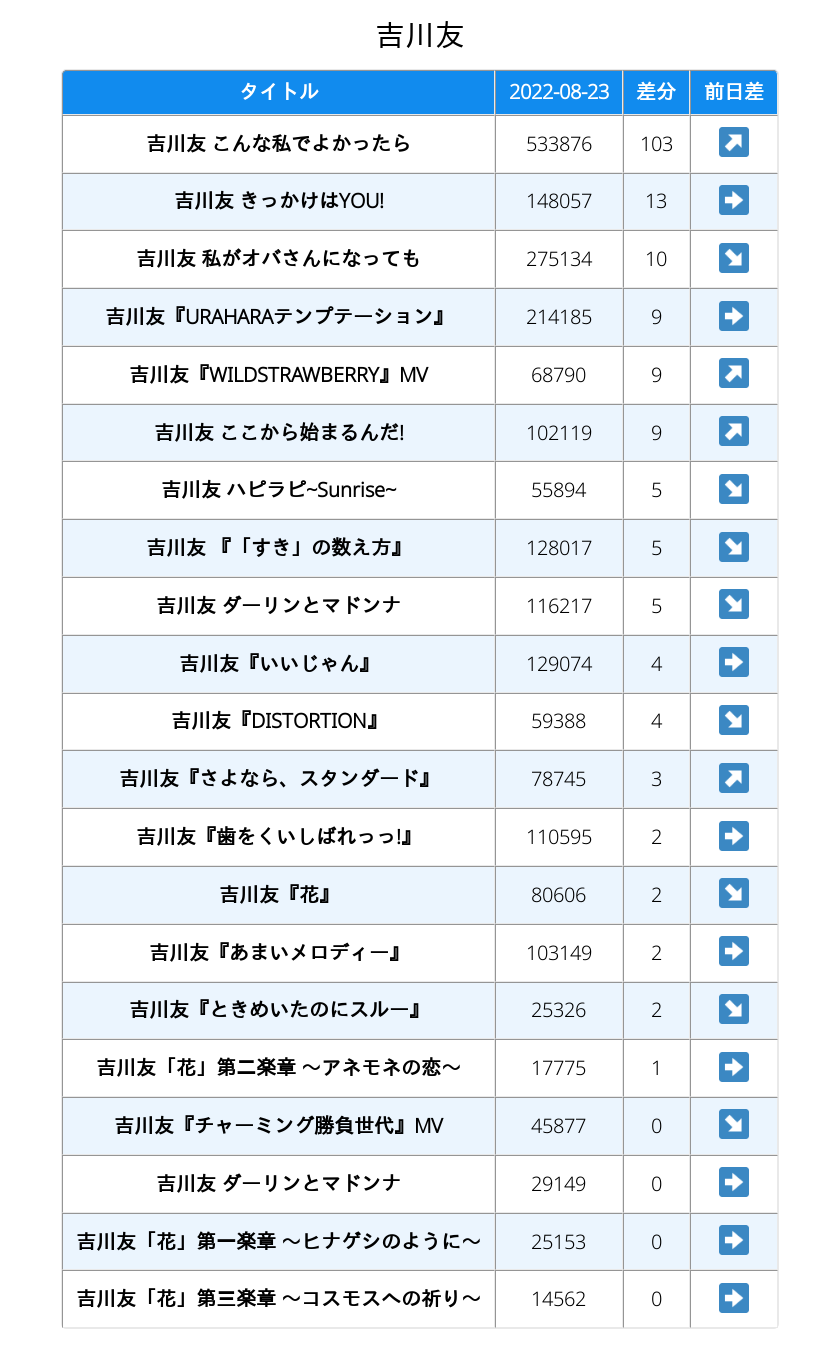 吉川友
タイトル 2022-08-23 差分 前日差
吉川友 こんな私でよかったら 533876 103 ↗
吉川友 きっかけはYOU! 148057 13 ➡
吉川友 私がオバさんになっても 275134 10 ↘
吉川友『URAHARAテンプテーション』 214185 9 ➡
吉川友『WILDSTRAWBERRY』MV 68790 9 ↗
吉川友 ここから始まるんだ! 102119 9 ↗
吉川友 ハピラピ~Sunrise~ 55894 5 ↘
吉川友 『「すき」の数え方』 128017 5 ↘
吉川友 ダーリンとマドンナ 116217 5 ↘
吉川友『いいじゃん』 129074 4 ➡
吉川友『DISTORTION』 59388 4 ↘
吉川友『さよなら、スタンダード』 78745 3 ↗
吉川友『歯をくいしばれっっ!』 110595 2 ➡
吉川友『花』 80606 2 ↘
吉川友『あまいメロディー』 103149 2 ➡
吉川友『ときめいたのにスルー』 25326 2 ↘
吉川友「花」第二楽章 〜アネモネの恋〜 17775 1 ➡
吉川友『チャーミング勝負世代』MV 45877 0 ↘
吉川友 ダーリンとマドンナ 29149 0 ➡
吉川友「花」第一楽章 〜ヒナゲシのように〜 25153 0 ➡
吉川友「花」第三楽章 〜コスモスへの祈り〜 14562 0 ➡